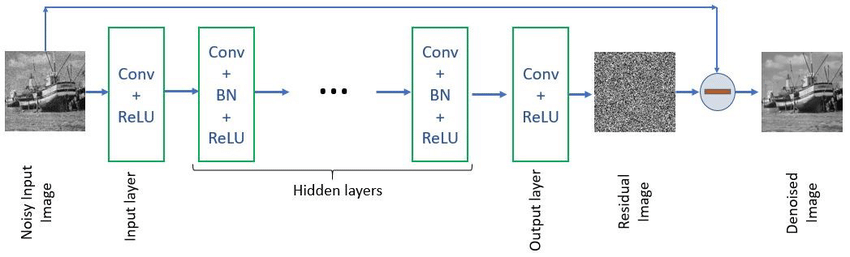 Conv
+
ReLU
Conv
+
BN
+
ReLU
...
Conv
+
BN
+
ReLU
Conv
+
ReLU
Noisy Input
Image
Input layer
Hidden layers
Output layer
Residual
Image
Denoised
Image